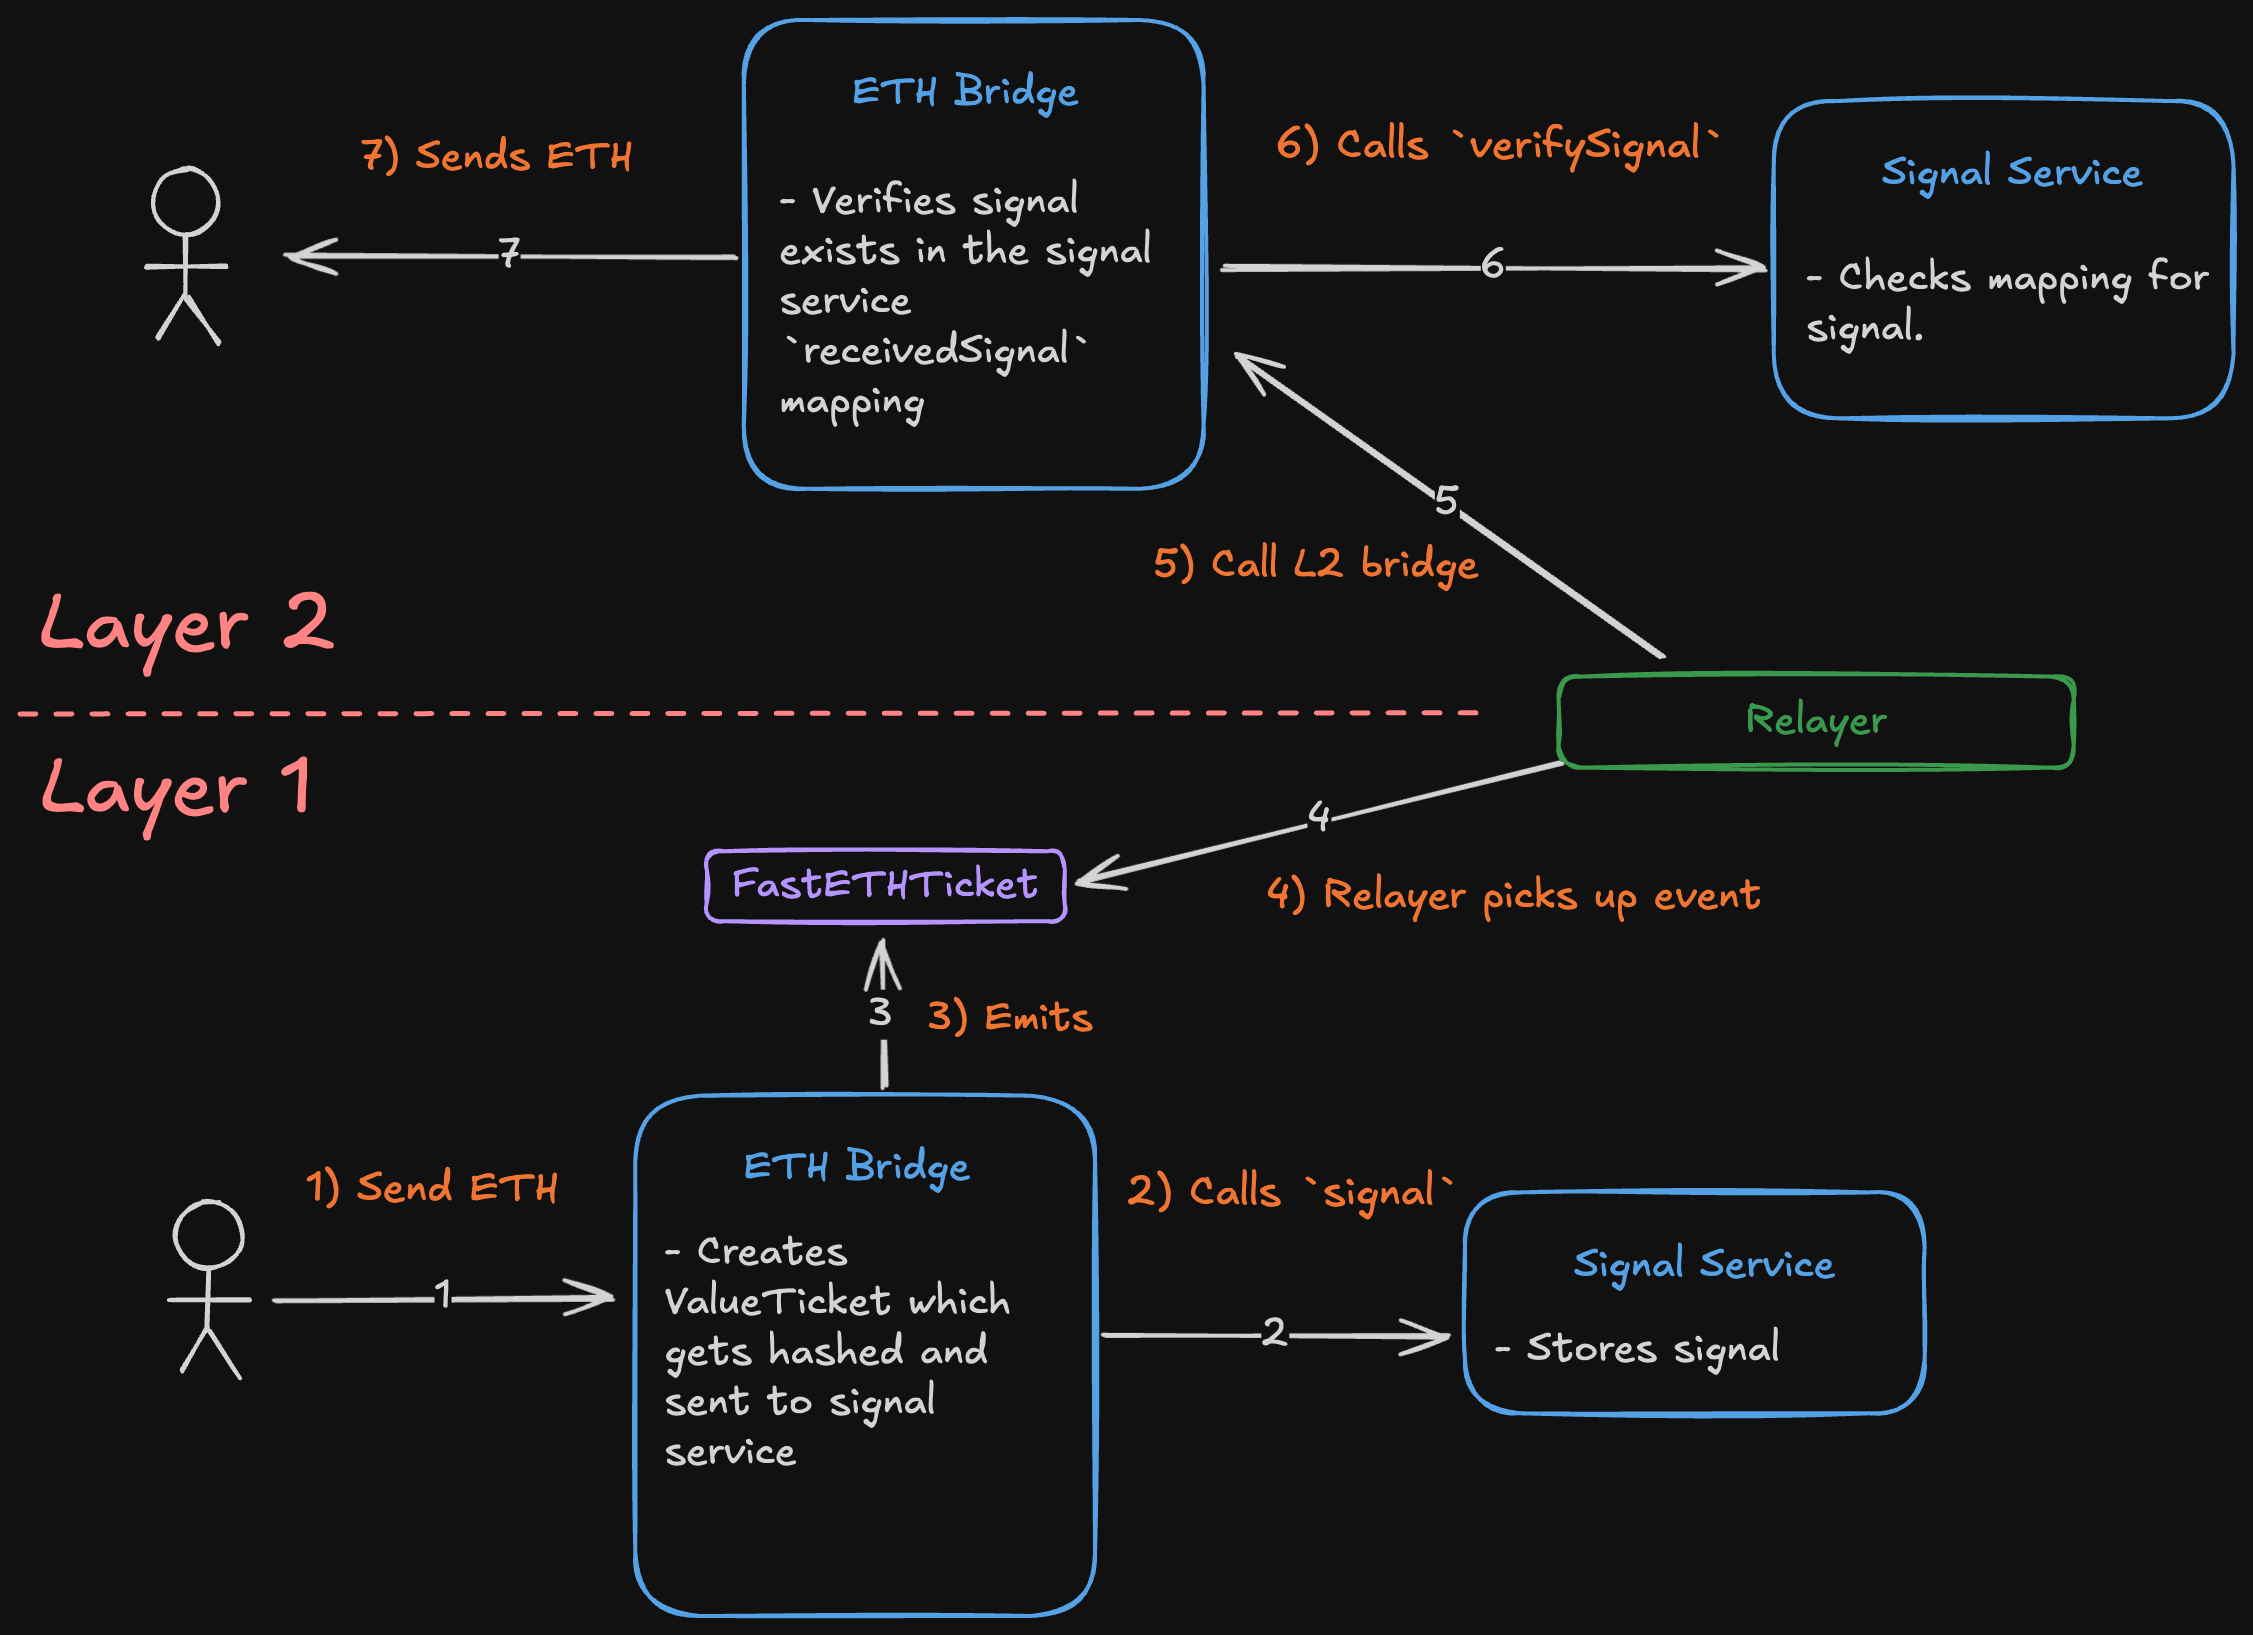 ETH Bridge
7) Sends ETH
6) Calls `verifySignal`
Signal Service
- Verifies signal
exists in the signal
service
`receivedSignal`
mapping
7
6
- Checks mapping for
signal.
5
5) Call L2 bridge
Layer 2
Relayer
Layer 1
4
FastETHTicket
4) Relayer picks up event
3
3) Emits
ETH Bridge
1) Send ETH
2) Calls `signal`
- Creates
ValueTicket which
gets hashed and
sent to signal
service
1
2
Signal Service
- Stores signal